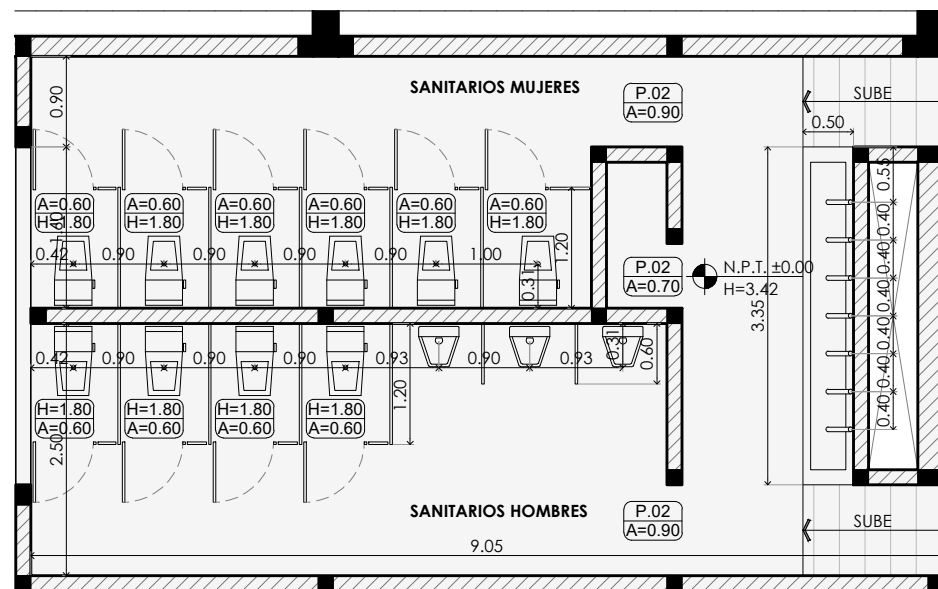 SANITARIOS MUJERES
P.02
A=0.90
SUBE
0.90
0.50
A=0.60
H=1.80
A=0.60
H=1.80
A=0.60
H=1.80
A=0.60
H=1.80
A=0.60
H=1.80
A=0.60
H=1.80
1.60
0.42
0.90
0.90
0.90
0.90
1.00
0.31
1.20
P.02
A=0.70
N.P.T. ±0.00
H=3.42
3.35
0.55
0.40
0.40
0.40
0.40
0.40
0.40
0.42
0.90
0.90
0.90
0.93
0.90
0.93
0.31
0.60
1.20
H=1.80
A=0.60
H=1.80
A=0.60
H=1.80
A=0.60
H=1.80
A=0.60
2.50
SANITARIOS HOMBRES
P.02
A=0.90
SUBE
9.05